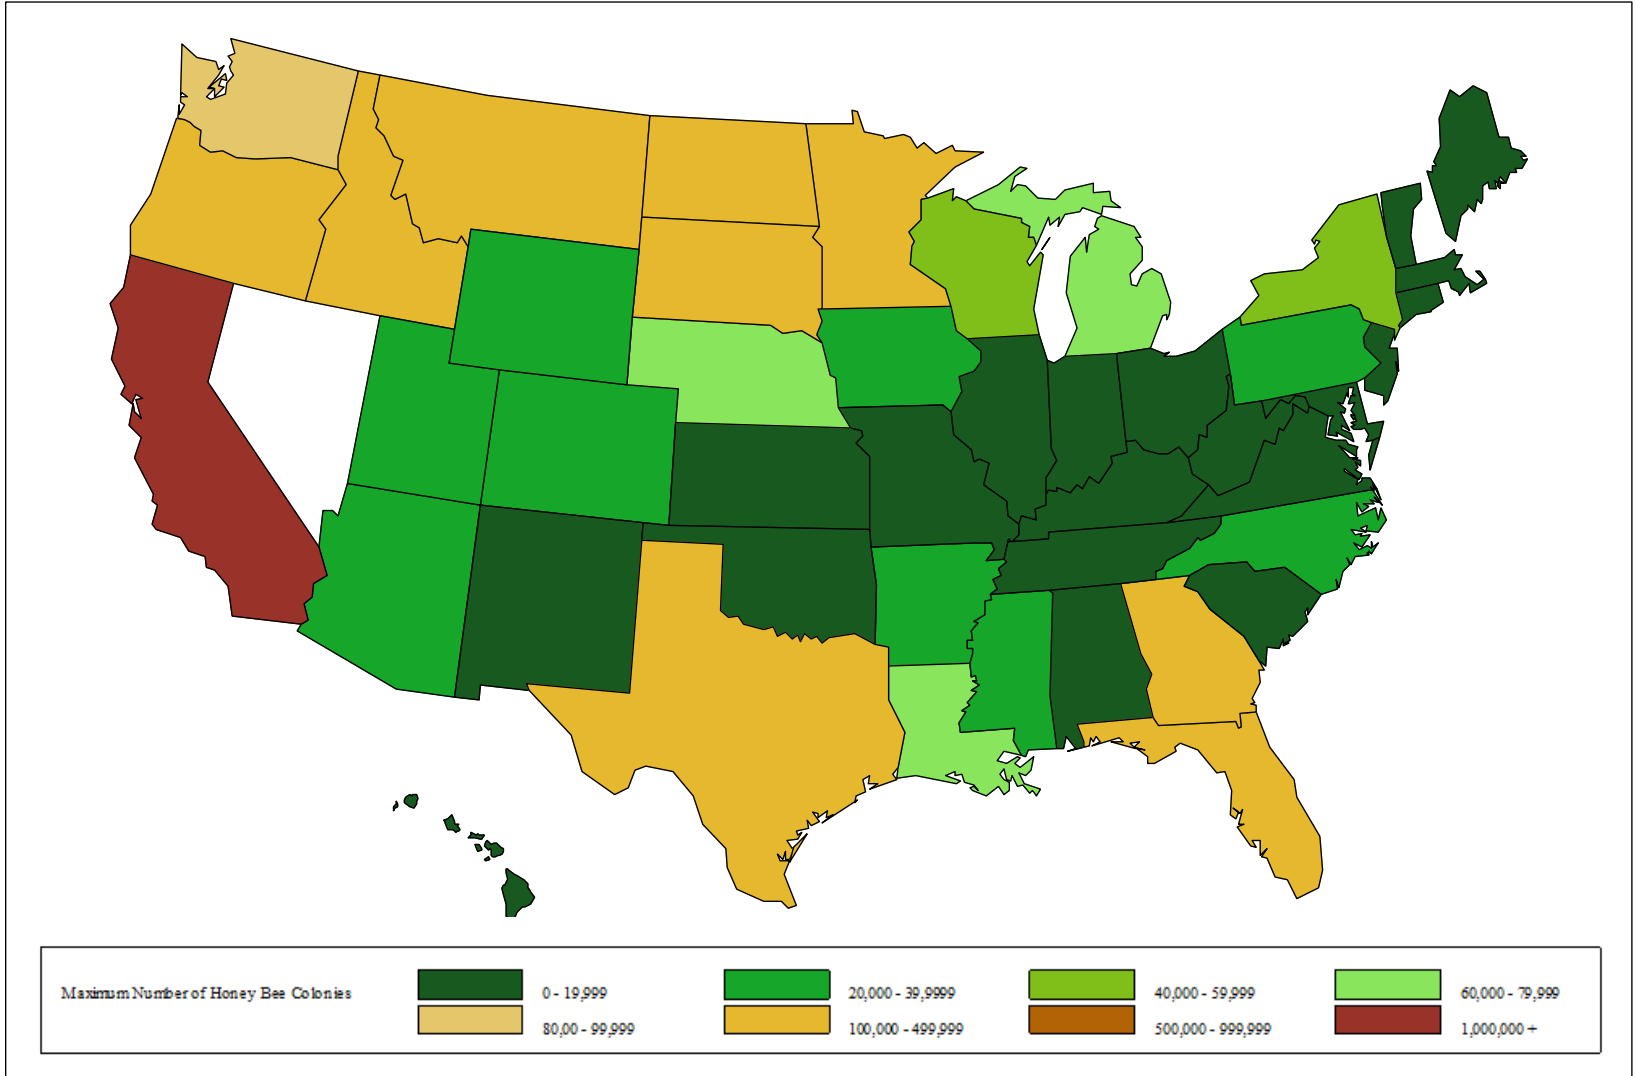 Maximum Number of Honey Bee Colonies
0 - 19,999
20,000 - 39,9999
40,000 - 59,999
60,000 - 79,999
80,00 - 99,999
100,000 - 499,999
500,000 - 999,999
1,000,000 +